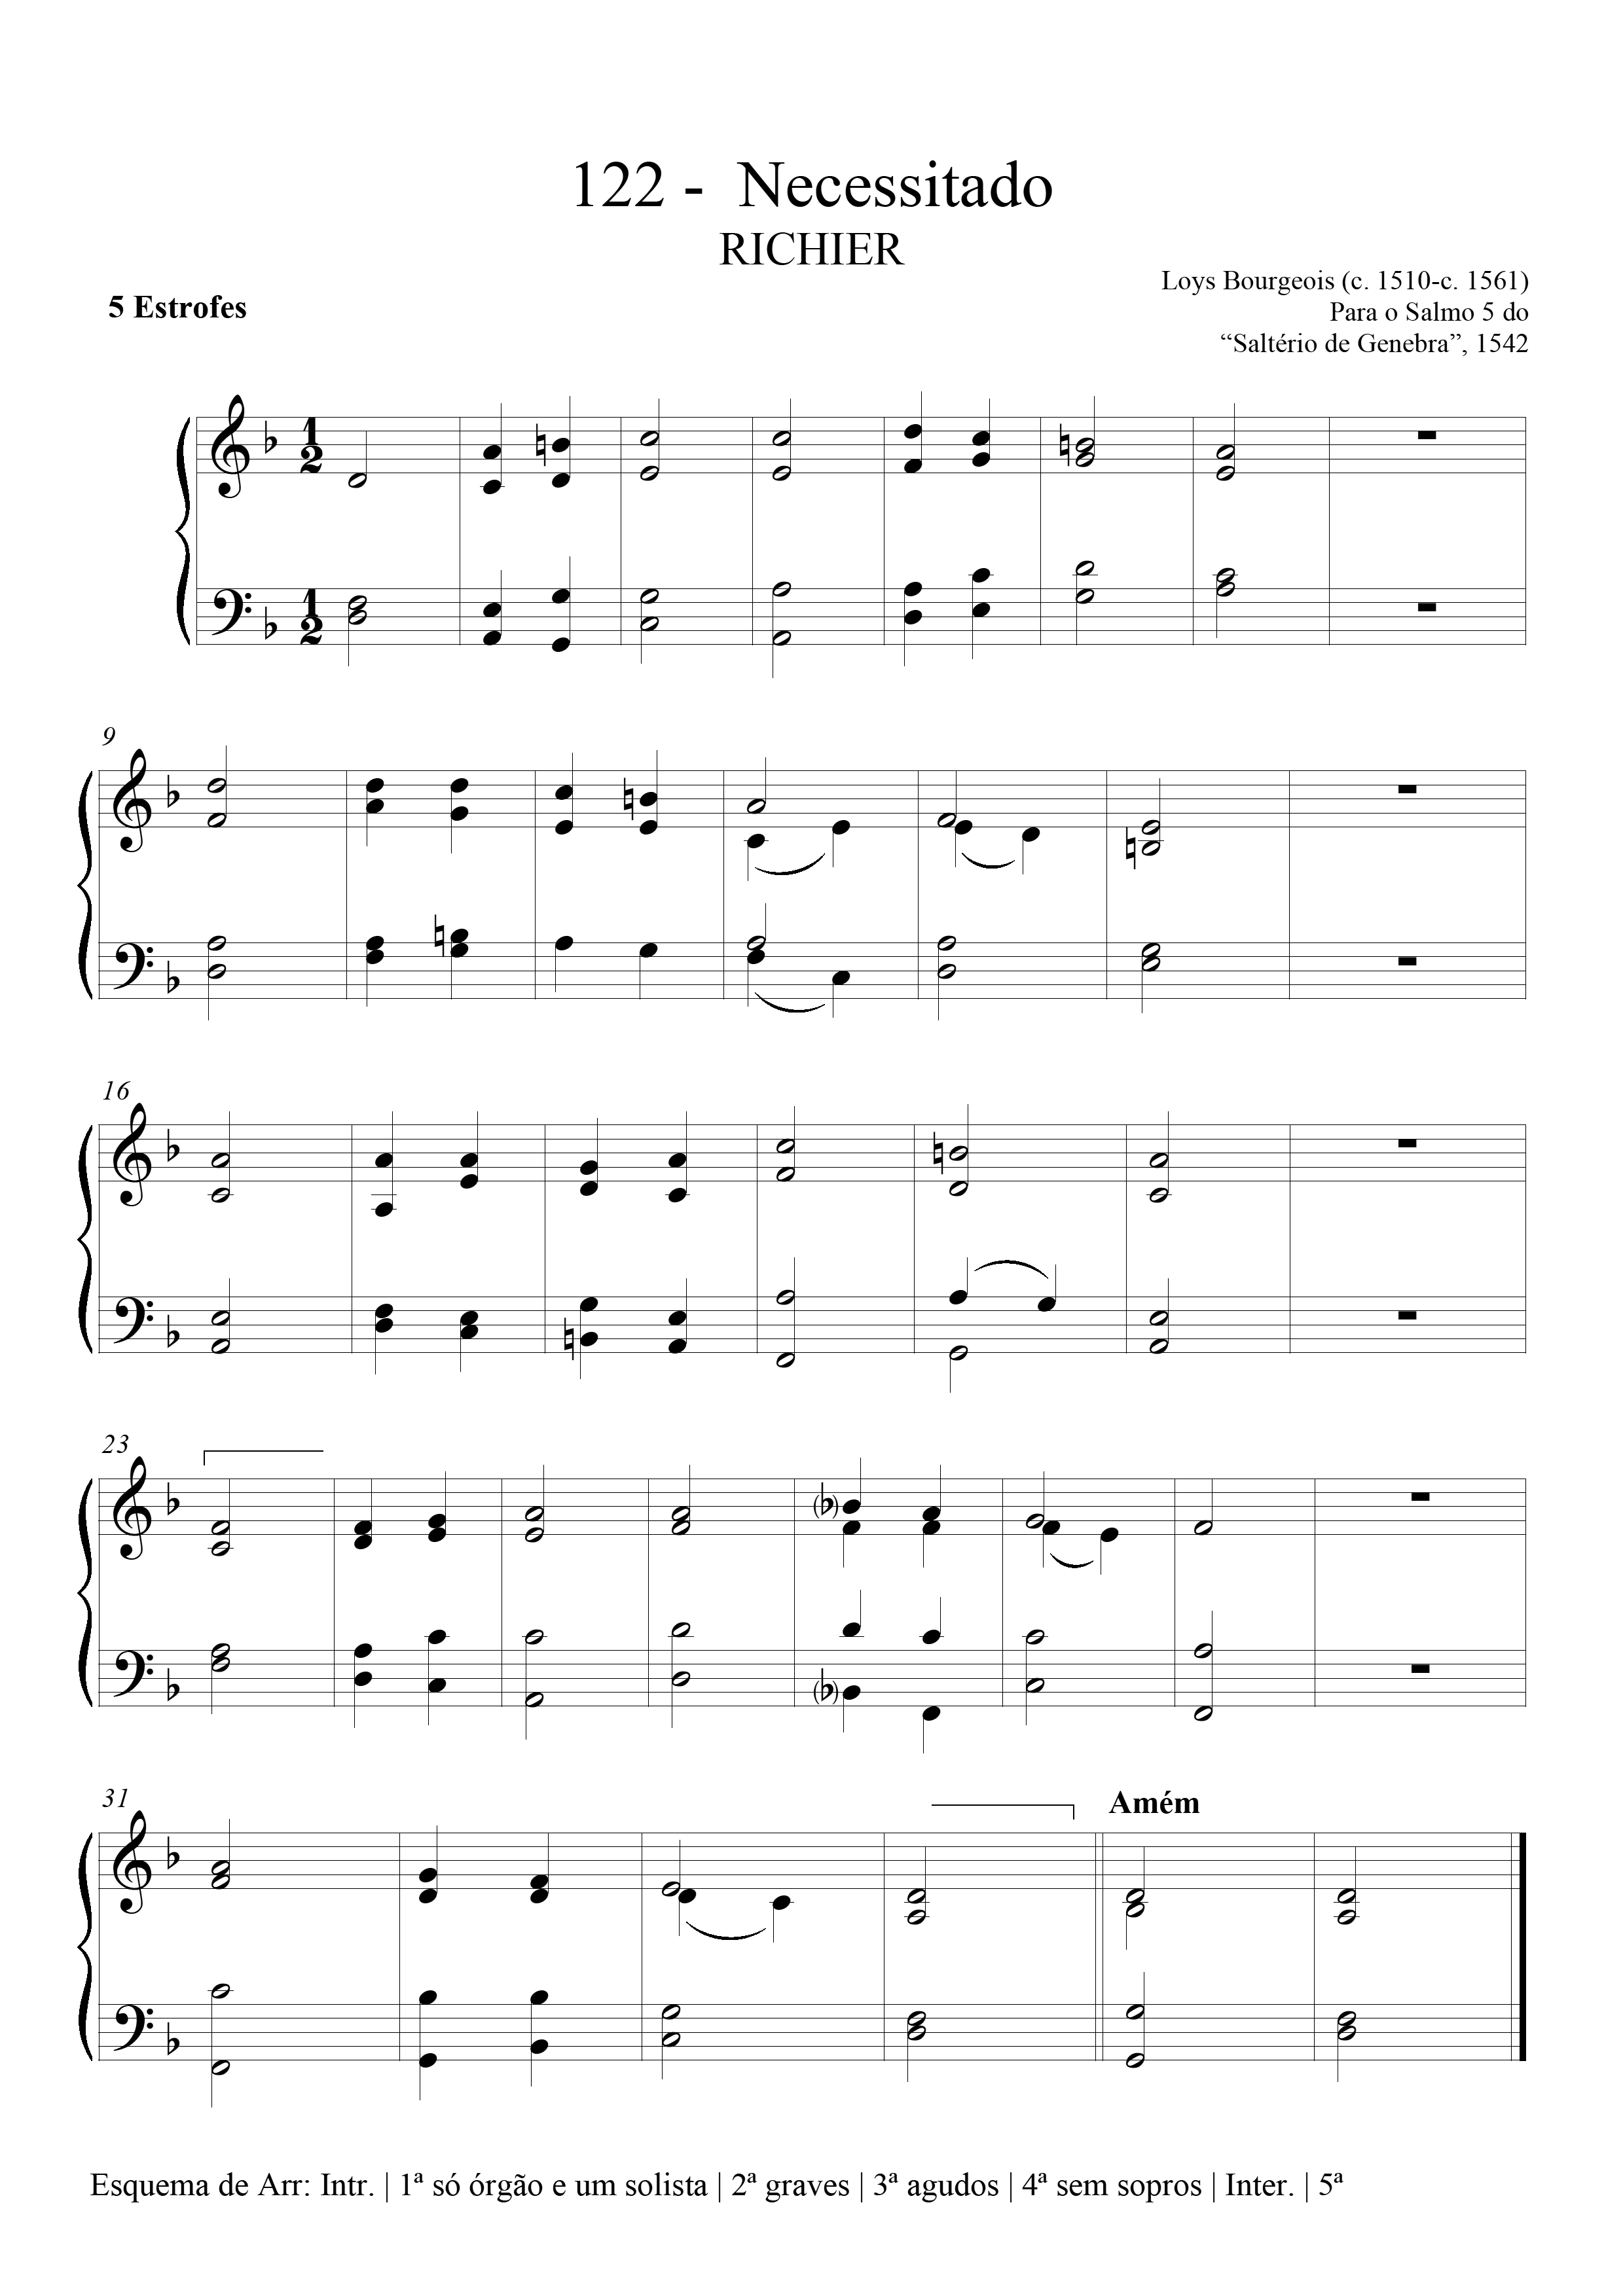 122 - Necessitado
RICHIER
Loys Bourgeois (c. 1510-c. 1561)
5 Estrofes
Para o Salmo 5 do
“Saltério de Genebra”, 1542
1
2
1
2
9
16
23
31
Amém
Esquema de Arr: Intr. | 1ª só órgão e um solista | 2ª graves | 3ª agudos | 4ª sem sopros | Inter. | 5ª